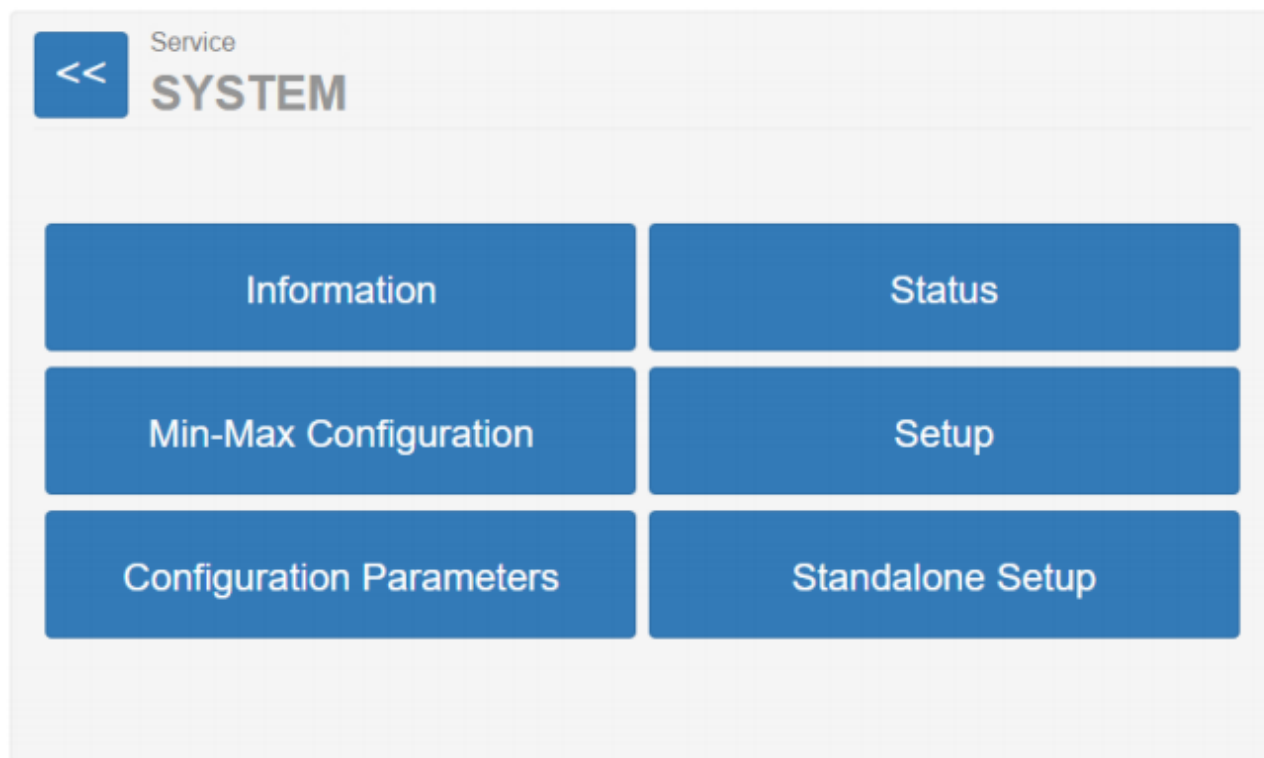 <<
Service
SYSTEM
Information
Status
Min-Max Configuration
Setup
Configuration Parameters
Standalone Setup